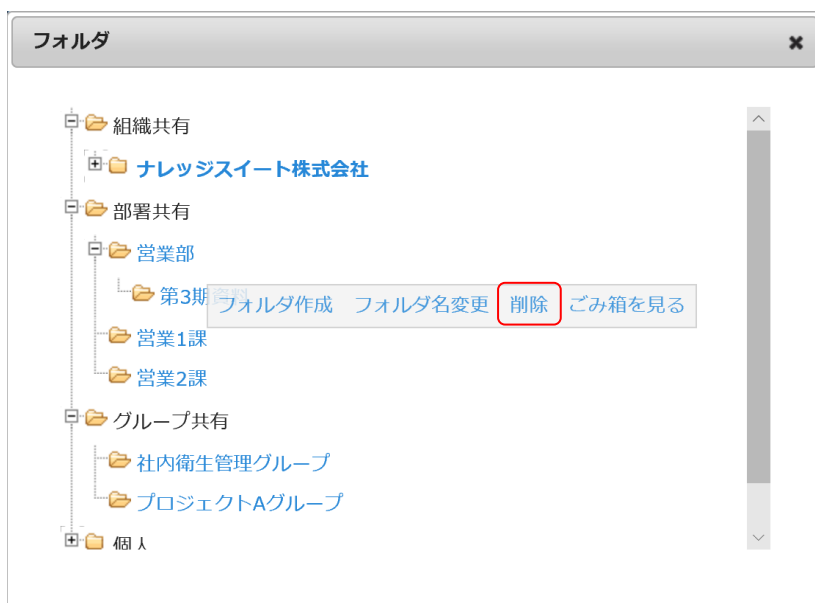 フォルダ
組織共有
ナレッジスイート株式会社
部署共有
営業部
第3期資料
フォルダ作成 フォルダ名変更 削除 ごみ箱を見る
営業1課
営業2課
グループ共有
社内衛生管理グループ
プロジェクトAグループ
個人